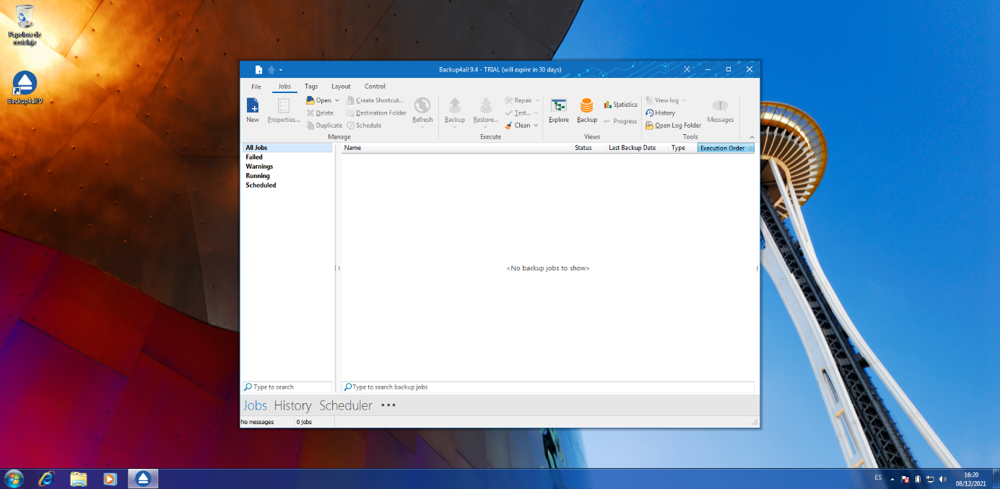 Papelera de
reciclaje
Backup4all 9
Backup4all 9.4 - TRIAL (will expire in 30 days)
File Jobs Tags Layout Control
New
Properties...
Open
Delete
Duplicate
Create Shortcut...
Destination Folder
Schedule
Refresh
Manage
Backup
Restore...
Repair
Test...
Clean
Execute
Explore
Backup
Statistics
Progress
Views
View log
History
Open Log Folder
Messages
Tools
All Jobs
Failed
Warnings
Running
Scheduled
Name Status Last Backup Date Type Execution Order
<No backup jobs to show>
Type to search
Type to search backup jobs
Jobs History Scheduler •••
No messages 0 jobs
ES
16:20
08/12/2021